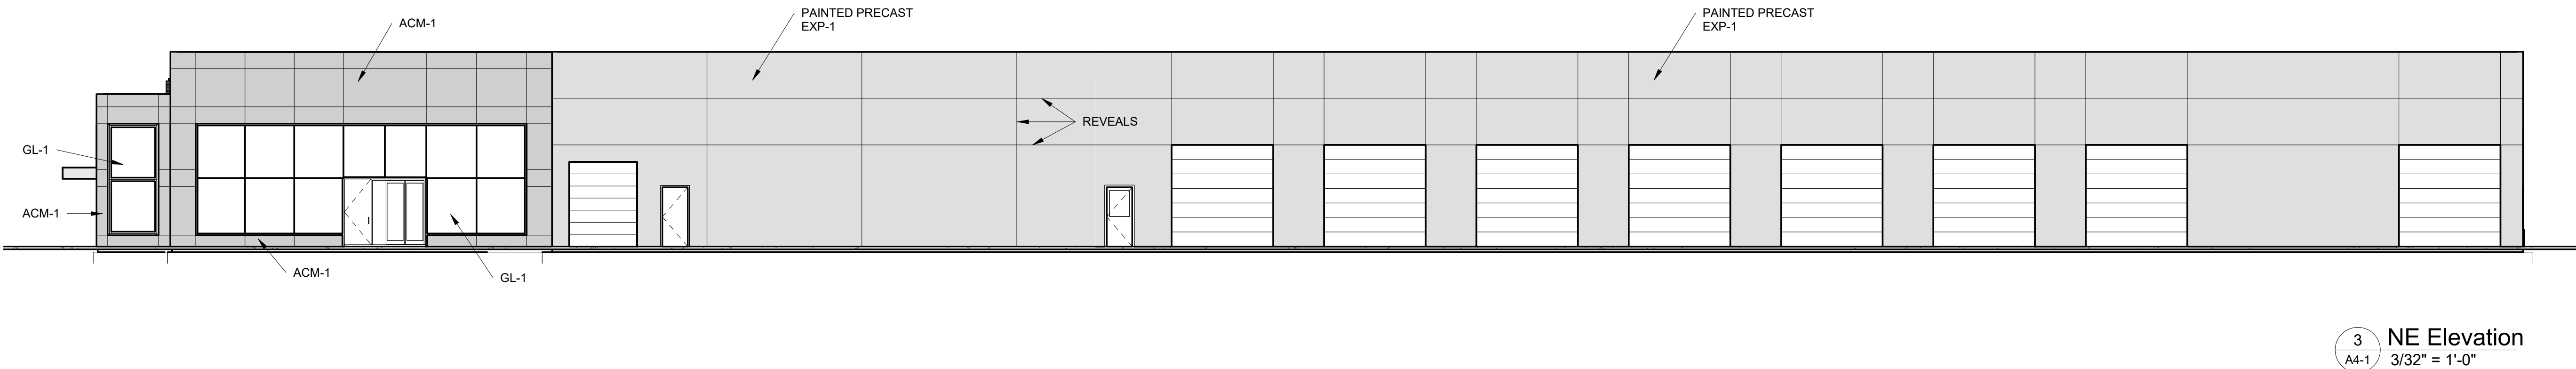 ACM-1
PAINTED PRECAST
EXP-1
PAINTED PRECAST
EXP-1
REVEALS
GL-1
ACM-1
ACM-1
GL-1
3
A4-1
NE Elevation
3/32" = 1'-0"